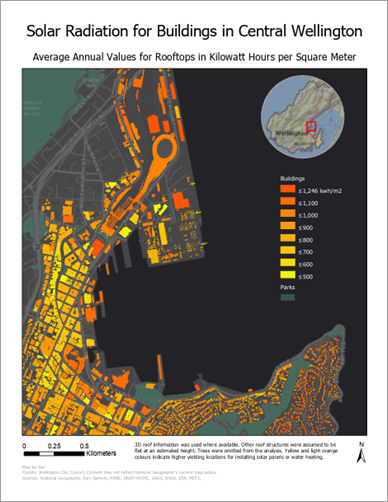 Solar Radiation for Buildings in Central Wellington
Average Annual Values for Rooftops in Kilowatt Hours per Square Meter
Wellington
Buildings
≤1,246 kwh/m2
≤1,100
≤1,000
≤900
≤800
≤700
≤600
≤500
Parks
0 0.25 0.5
Kilometers
3D roof information was used where available. Other roof structures were assumed to be
flat at an estimated height. Trees were omitted from the analysis. Yellow and light orange
colours indicate higher yielding locations for installing solar panels or water heating.
N
Map by Esri
Credits: Wellington City Council; Content may not reflect National Geographic's current map policy.
Sources: National Geographic, Esri, Garmin, HERE, UNEP-WCMC, USGS, NASA, ESA, METI,